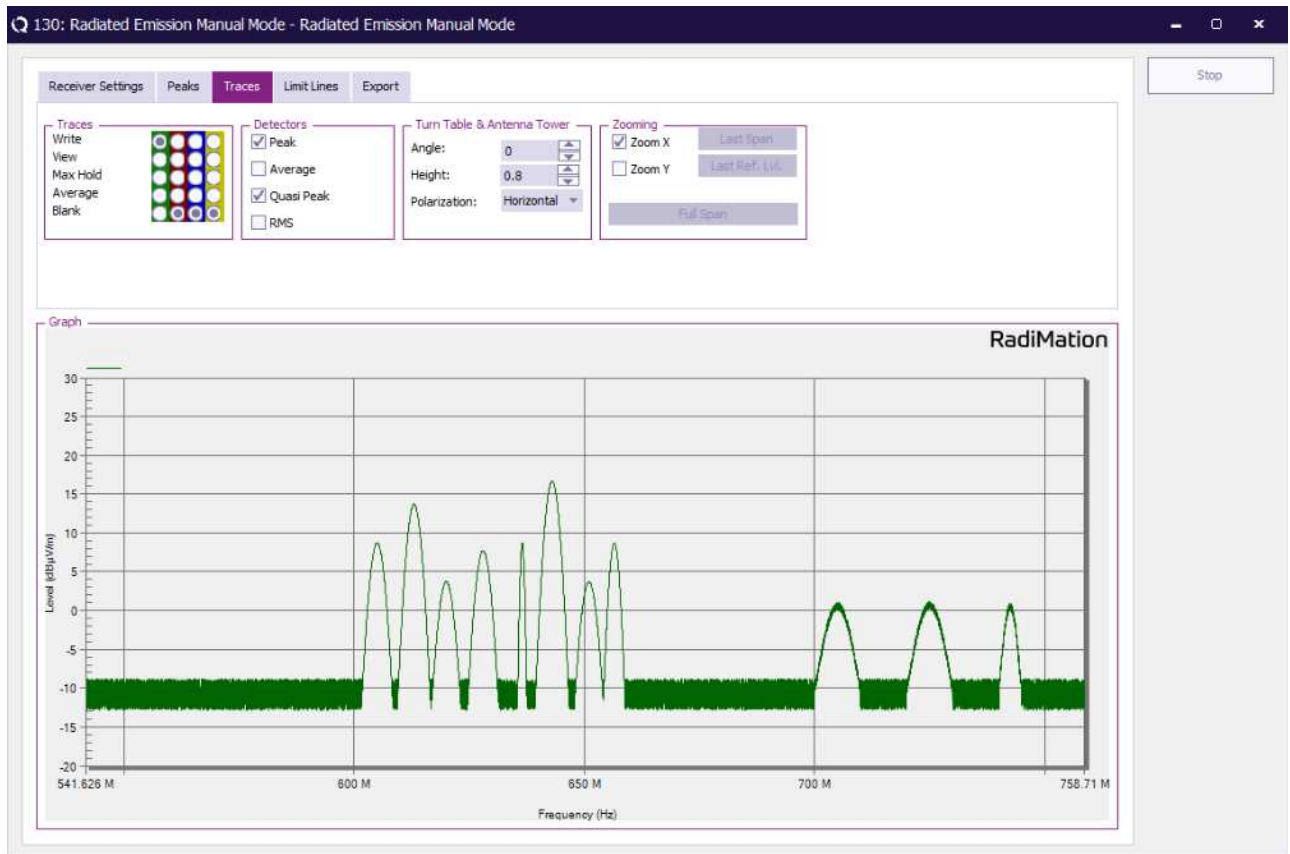 130: Radiated Emission Manual Mode - Radiated Emission Manual Mode
Stop
Receiver Settings Peaks Traces Limit Lines Export
Traces
Write
View
Max Hold
Average
Blank
Detectors
Peak
Average
Quasi Peak
RMS
Turn Table & Antenna Tower
Angle: 0
Height: 0.8
Polarization: Horizontal
Zooming
Zoom X Last Span
Zoom Y Last Ref. Lvl.
Full Span
Graph
RadiMation
30
25
20
15
10
5
0
-5
-10
-15
-20
Level (dBµV/m)
541.626 M 600 M 650 M 700 M 758.71 M
Frequency (Hz)